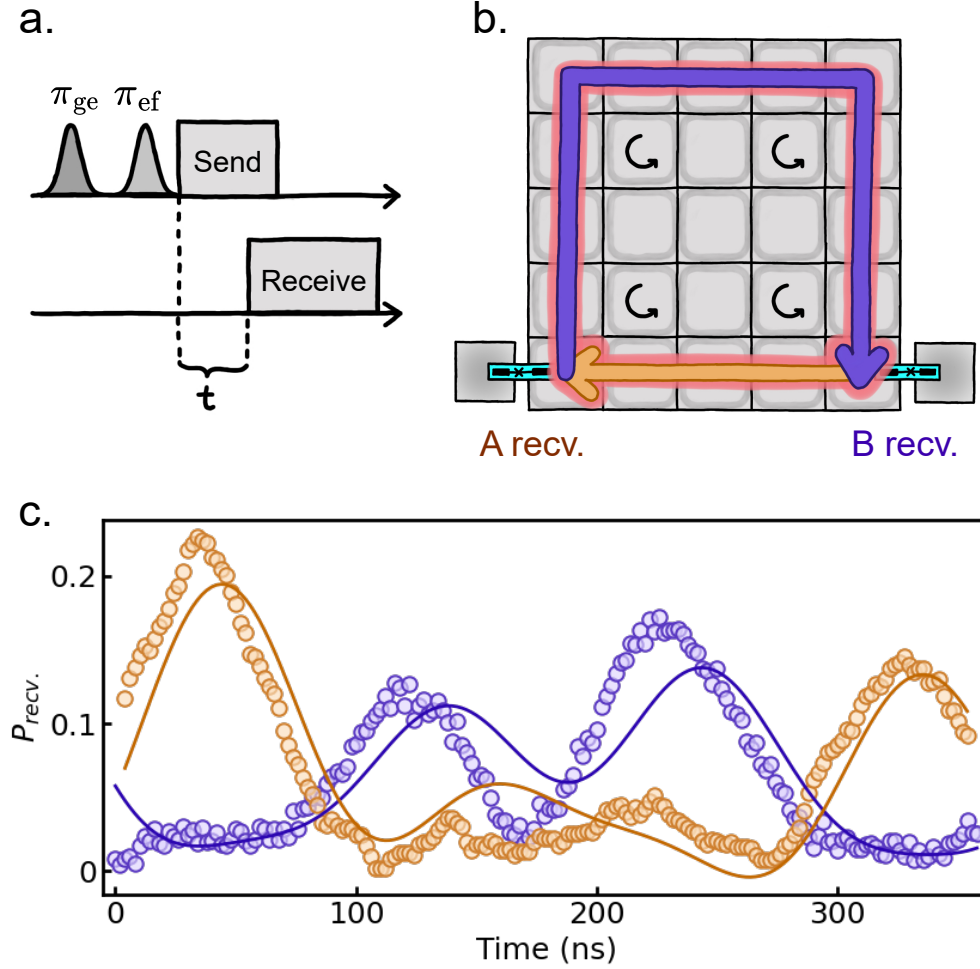 a.
π_ge π_ef
Send
Receive
t
b.
A recv.
B recv.
c.
P_recv.
0.2
0.1
0
0 100 200 300
Time (ns)